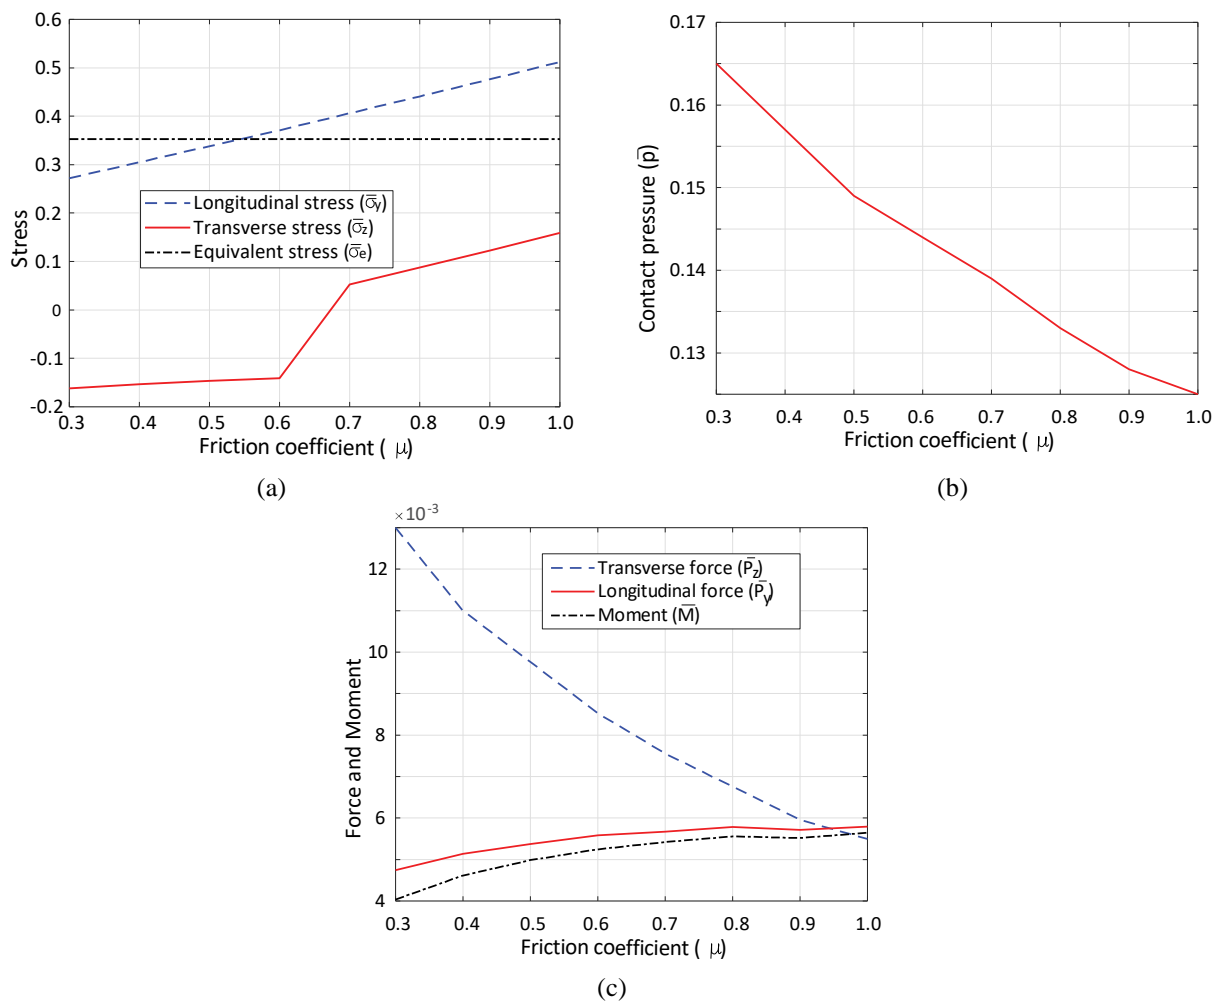 0.6
0.5
0.4
0.3
0.2
0.1
0
-0.1
-0.2
Stress
Longitudinal stress (σ̅y)
Transverse stress (σ̅z)
Equivalent stress (σ̅e)
0.3 0.4 0.5 0.6 0.7 0.8 0.9 1.0
Friction coefficient ( μ)
(a)
0.17
0.16
0.15
0.14
0.13
Contact pressure (p̅)
0.3 0.4 0.5 0.6 0.7 0.8 0.9 1.0
Friction coefficient ( μ)
(b)
×10⁻³
12
10
8
6
4
Force and Moment
Transverse force (P̅z)
Longitudinal force (P̅y)
Moment (M̅)
0.3 0.4 0.5 0.6 0.7 0.8 0.9 1.0
Friction coefficient ( μ)
(c)